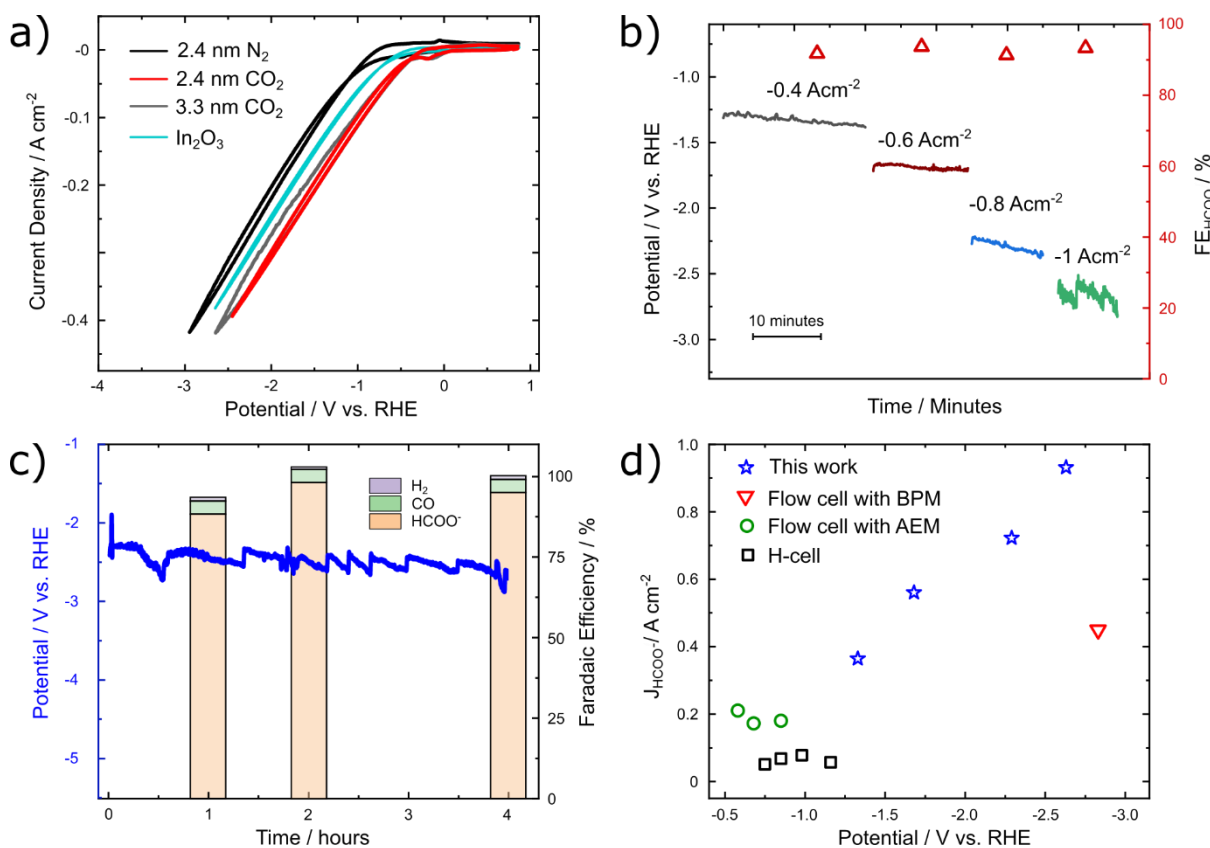 a)
2.4 nm N₂
2.4 nm CO₂
3.3 nm CO₂
In₂O₃
-0
-0.1
-0.2
-0.3
-0.4
Current Density / A cm⁻²
-4 -3 -2 -1 0 1
Potential / V vs. RHE
b)
-1.0
-1.5
-2.0
-2.5
-3.0
Potential / V vs. RHE
-0.4 Acm⁻²
-0.6 Acm⁻²
-0.8 Acm⁻²
-1 Acm⁻²
10 minutes
100
80
60
40
20
0
FE_HCOO⁻ / %
Time / Minutes
c)
-1
-2
-3
-4
-5
Potential / V vs. RHE
H₂
CO
HCOO⁻
100
75
50
25
0
Faradaic Efficiency / %
0 1 2 3 4
Time / hours
d)
This work
Flow cell with BPM
Flow cell with AEM
H-cell
1.0
0.8
0.6
0.4
0.2
0
J_HCOO⁻/ A cm⁻²
-0.5 -1.0 -1.5 -2.0 -2.5 -3.0
Potential / V vs. RHE